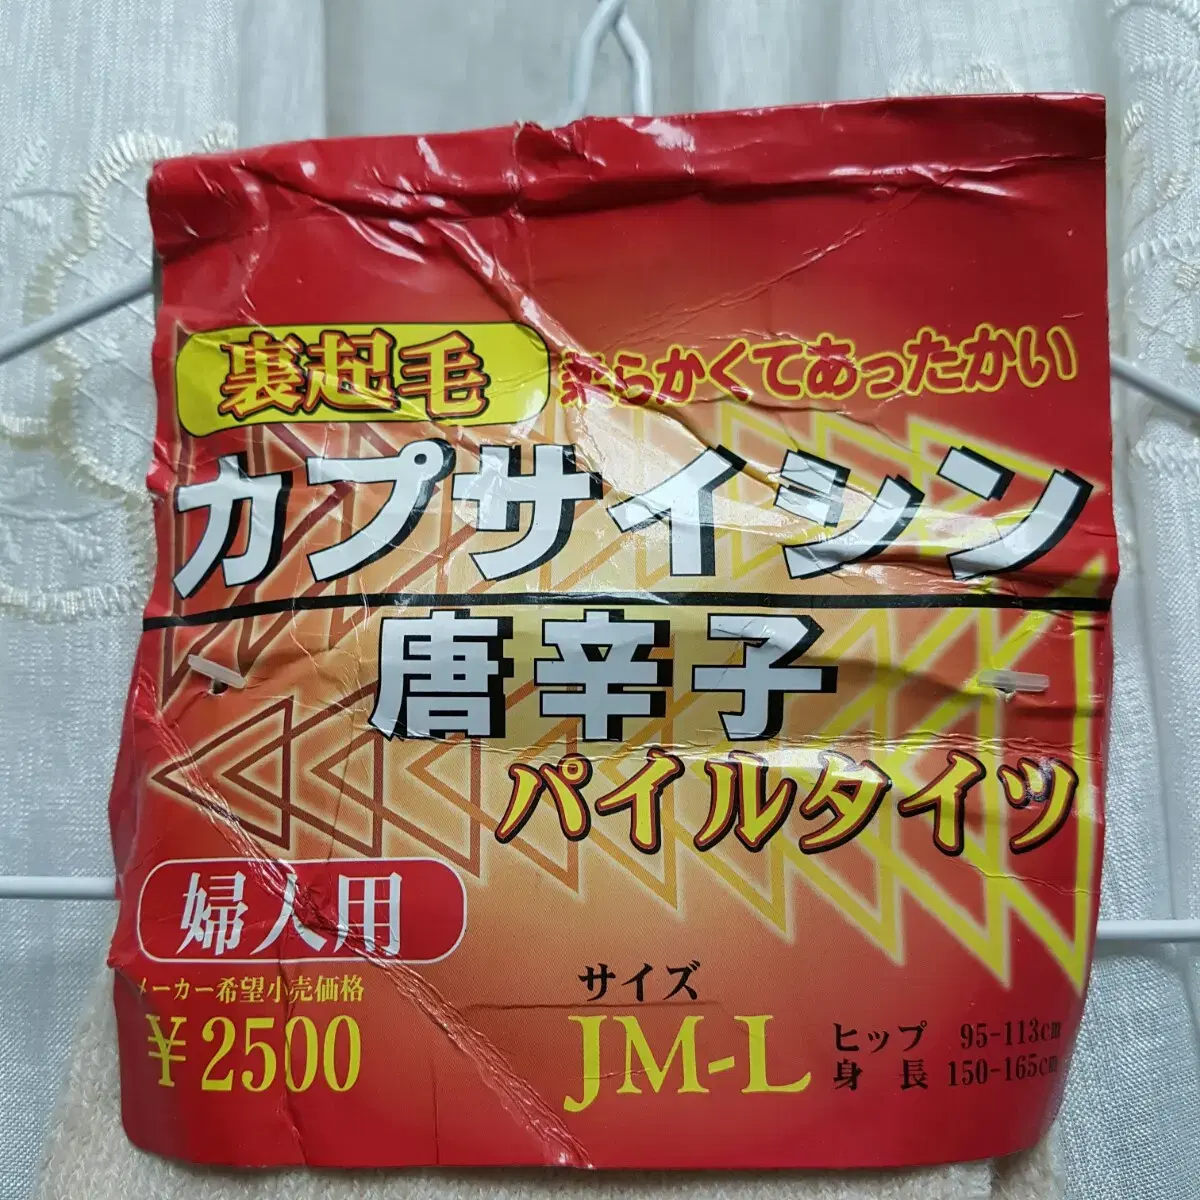 裏起毛
柔らかくてあったかい
カプサイシン
唐辛子
パイルタイツ
婦人用
メーカー希望小売価格
¥2500
サイズ
JM-L
ヒップ 95-113cm
身長 150-165cm